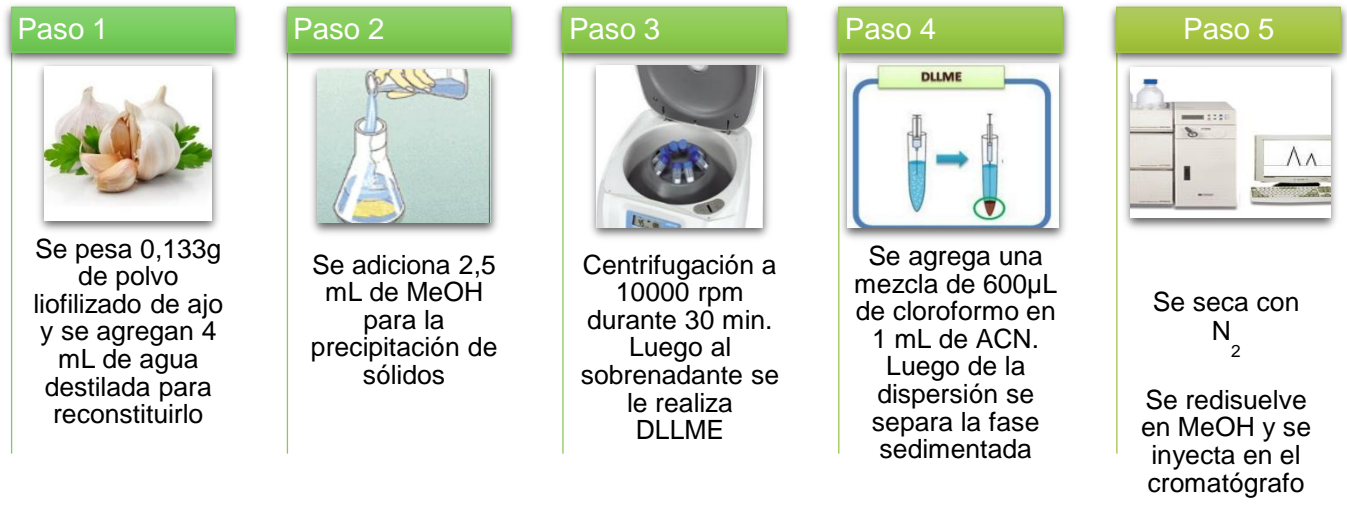 Paso 1
Se pesa 0,133g
de polvo
liofilizado de ajo
y se agregan 4
mL de agua
destilada para
reconstituirlo
Paso 2
Se adiciona 2,5
mL de MeOH
para la
precipitación de
sólidos
Paso 3
Centrifugación a
10000 rpm
durante 30 min.
Luego al
sobrenadante se
le realiza
DLLME
Paso 4
DLLME
Se agrega una
mezcla de 600µL
de cloroformo en
1 mL de ACN.
Luego de la
dispersión se
separa la fase
sedimentada
Paso 5
Se seca con
N2
Se redisuelve
en MeOH y se
inyecta en el
cromatógrafo